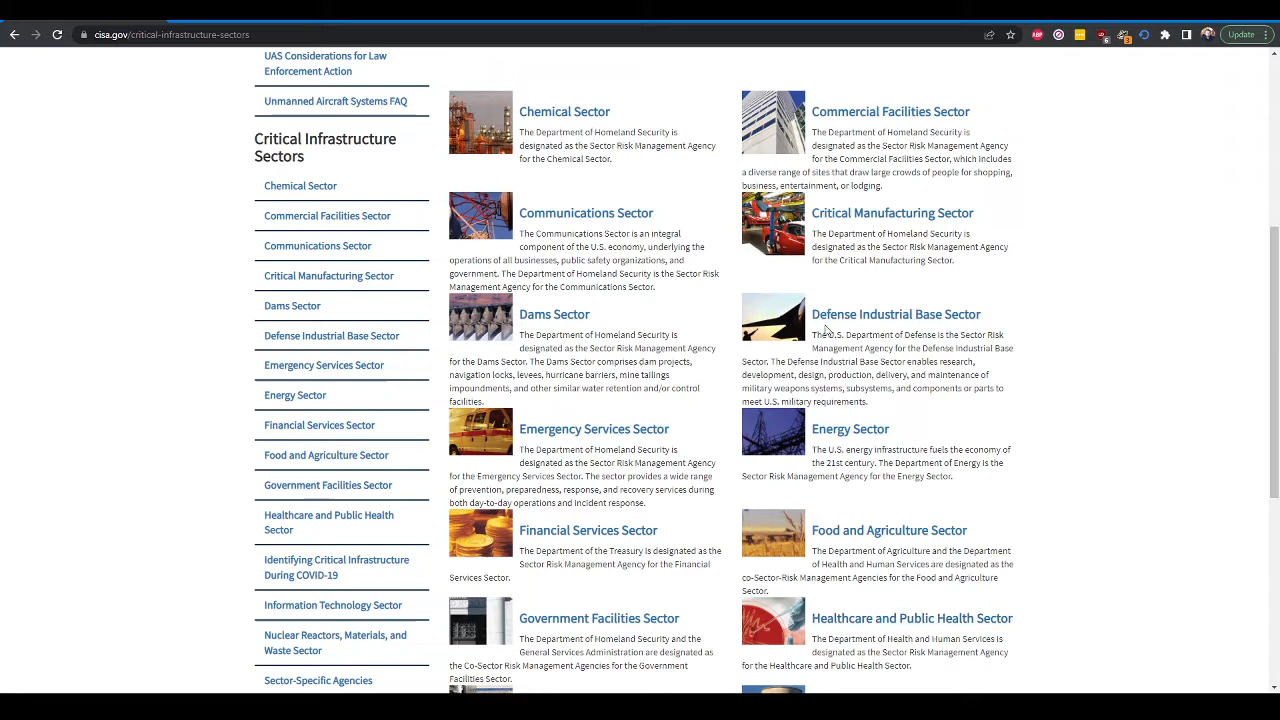 cisa.gov/critical-infrastructure-sectors
ABP
6
3
Update
UAS Considerations for Law
Enforcement Action
Unmanned Aircraft Systems FAQ
Critical Infrastructure
Sectors
Chemical Sector
Commercial Facilities Sector
Communications Sector
Critical Manufacturing Sector
Dams Sector
Defense Industrial Base Sector
Emergency Services Sector
Energy Sector
Financial Services Sector
Food and Agriculture Sector
Government Facilities Sector
Healthcare and Public Health
Sector
Identifying Critical Infrastructure
During COVID-19
Information Technology Sector
Nuclear Reactors, Materials, and
Waste Sector
Sector-Specific Agencies
Chemical Sector
The Department of Homeland Security is
designated as the Sector Risk Management Agency
for the Chemical Sector.
Commercial Facilities Sector
The Department of Homeland Security is
designated as the Sector Risk Management Agency
for the Commercial Facilities Sector, which includes
a diverse range of sites that draw large crowds of people for shopping,
business, entertainment, or lodging.
Communications Sector
The Communications Sector is an integral
component of the U.S. economy, underlying the
operations of all businesses, public safety organizations, and
government. The Department of Homeland Security is the Sector Risk
Management Agency for the Communications Sector.
Critical Manufacturing Sector
The Department of Homeland Security is
designated as the Sector Risk Management Agency
for the Critical Manufacturing Sector.
Dams Sector
The Department of Homeland Security is
designated as the Sector Risk Management Agency
for the Dams Sector. The Dams Sector comprises dam projects,
navigation locks, levees, hurricane barriers, mine tailings
impoundments, and other similar water retention and/or control
facilities.
Defense Industrial Base Sector
The U.S. Department of Defense is the Sector Risk
Management Agency for the Defense Industrial Base
Sector. The Defense Industrial Base Sector enables research,
development, design, production, delivery, and maintenance of
military weapons systems, subsystems, and components or parts to
meet U.S. military requirements.
Emergency Services Sector
The Department of Homeland Security is
designated as the Sector Risk Management Agency
for the Emergency Services Sector. The sector provides a wide range
of prevention, preparedness, response, and recovery services during
both day-to-day operations and incident response.
Energy Sector
The U.S. energy infrastructure fuels the economy of
the 21st century. The Department of Energy is the
Sector Risk Management Agency for the Energy Sector.
Financial Services Sector
The Department of the Treasury is designated as the
Sector Risk Management Agency for the Financial
Services Sector.
Food and Agriculture Sector
The Department of Agriculture and the Department
of Health and Human Services are designated as the
co-Sector-Risk Management Agencies for the Food and Agriculture
Sector.
Government Facilities Sector
The Department of Homeland Security and the
General Services Administration are designated as
the Co-Sector Risk Management Agencies for the Government
Facilities Sector.
Healthcare and Public Health Sector
The Department of Health and Human Services is
designated as the Sector Risk Management Agency
for the Healthcare and Public Health Sector.